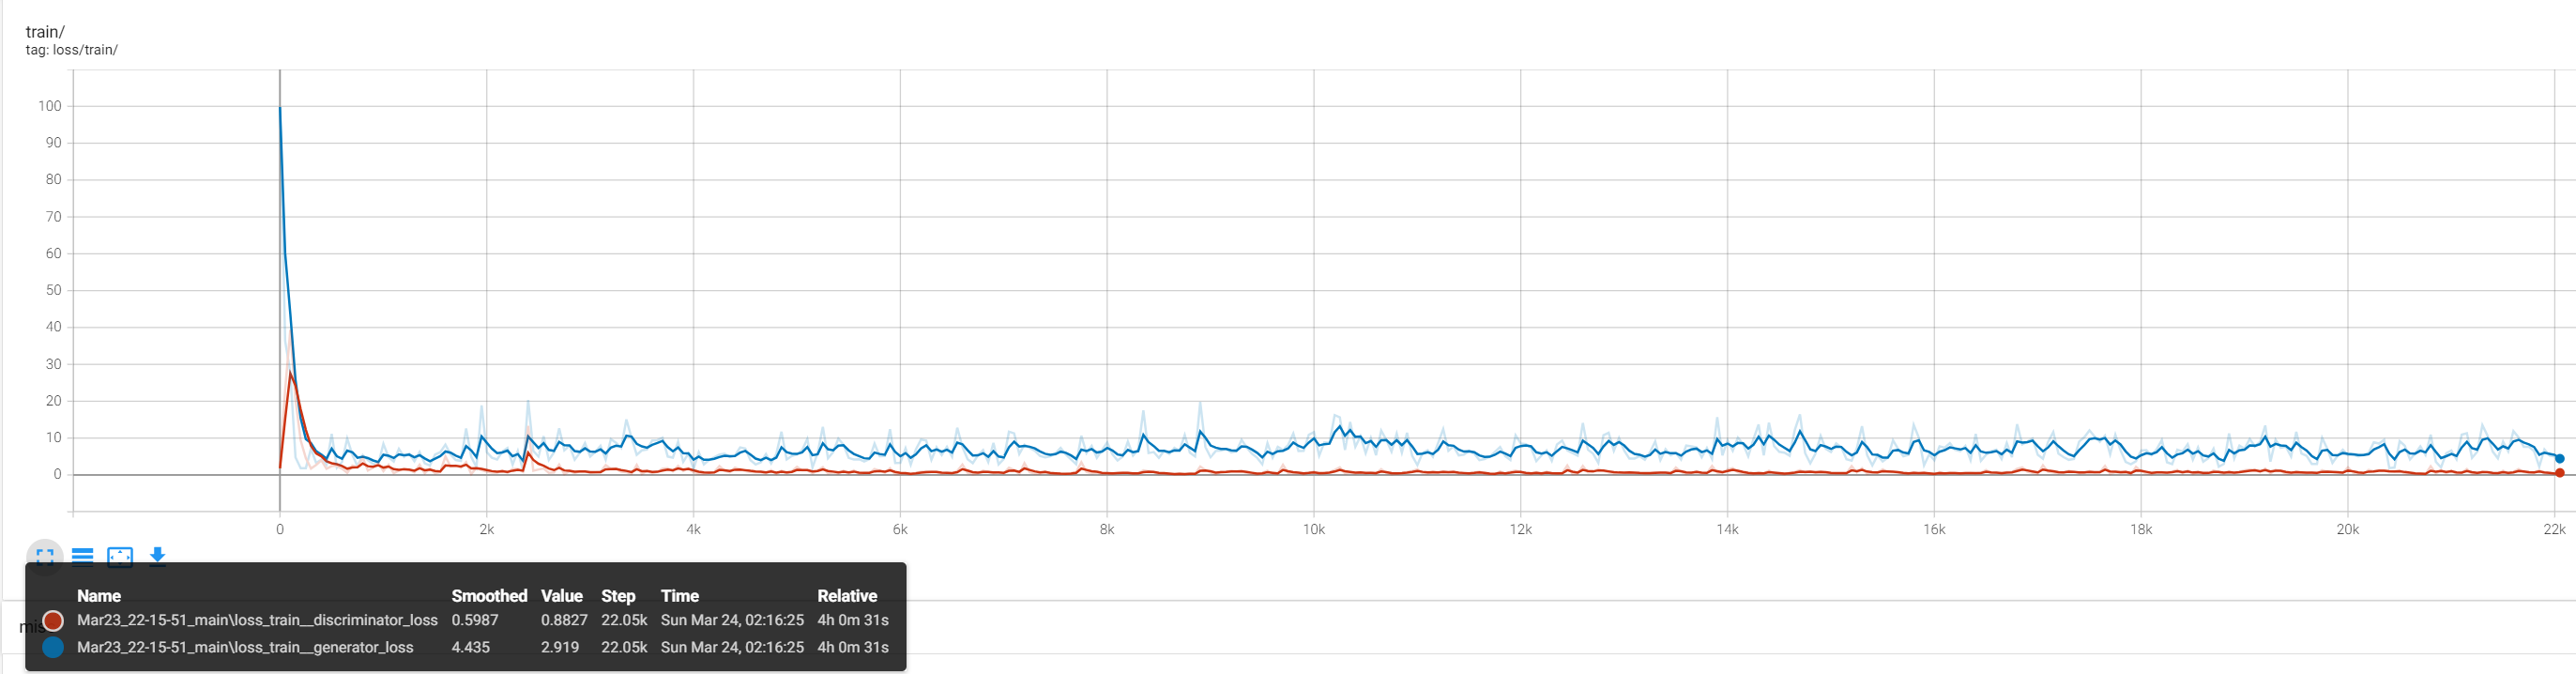 train/
tag: loss/train/
100
90
80
70
60
50
40
30
20
10
0
0 2k 4k 6k 8k 10k 12k 14k 16k 18k 20k 22k
Name Smoothed Value Step Time Relative
Mar23_22-15-51_main\loss_train__discriminator_loss 0.5987 0.8827 22.05k Sun Mar 24, 02:16:25 4h 0m 31s
Mar23_22-15-51_main\loss_train__generator_loss 4.435 2.919 22.05k Sun Mar 24, 02:16:25 4h 0m 31s